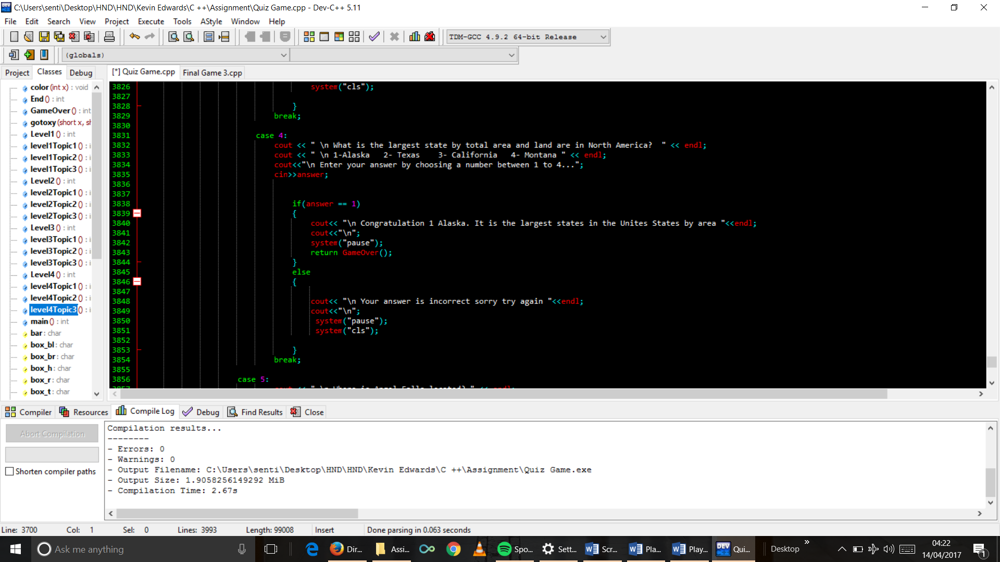 C:\Users\senti\Desktop\HND\HND\Kevin Edwards\C ++\Assignment\Quiz Game.cpp - Dev-C++ 5.11
File Edit Search View Project Execute Tools AStyle Window Help
TDM-GCC 4.9.2 64-bit Release
(globals)
Project Classes Debug
[*] Quiz Game.cpp Final Game 3.cpp
color (int x) : void
End () : int
GameOver () : int
gotoxy (short x, sh
Level1 () : int
level1Topic1 () : i
level1Topic2 () : i
level1Topic3 () : i
Level2 () : int
level2Topic1 () : i
level2Topic2 () : i
level2Topic3 () : i
Level3 () : int
level3Topic1 () : i
level3Topic2 () : i
level3Topic3 () : i
Level4 () : int
level4Topic1 () : i
level4Topic2 () : i
level4Topic3 () : i
main () : int
bar : char
box_bl : char
box_br : char
box_h : char
box_r : char
box_t : char
3826 system("cls");
3827
3828 }
3829 break;
3830
3831 case 4:
3832 cout << " \n What is the largest state by total area and land are in North America?  " << endl;
3833 cout << " \n 1-Alaska   2- Texas    3- California   4- Montana " << endl;
3834 cout<<"\n Enter your answer by choosing a number between 1 to 4...";
3835 cin>>answer;
3836
3837
3838 if(answer == 1)
3839 {
3840 cout<< "\n Congratulation 1 Alaska. It is the largest states in the Unites States by area "<<endl;
3841 cout<<"\n";
3842 system("pause");
3843 return GameOver();
3844 }
3845 else
3846 {
3847
3848 cout<< "\n Your answer is incorrect sorry try again "<<endl;
3849 cout<<"\n";
3850 system("pause");
3851 system("cls");
3852
3853 }
3854 break;
3855
3856 case 5:
3857 cout << " \n Where is Angel Falls located? " << endl;
Compiler Resources Compile Log Debug Find Results Close
Abort Compilation
Shorten compiler paths
Compilation results...
--------
- Errors: 0
- Warnings: 0
- Output Filename: C:\Users\senti\Desktop\HND\HND\Kevin Edwards\C ++\Assignment\Quiz Game.exe
- Output Size: 1.9058256149292 MiB
- Compilation Time: 2.67s
Line: 3700 Col: 1 Sel: 0 Lines: 3993 Length: 99008 Insert Done parsing in 0.063 seconds
Ask me anything Dir... Assi... Spo... Sett... Scr... Pla... Play... DEV Qui... Desktop » 04:22
14/04/2017 1